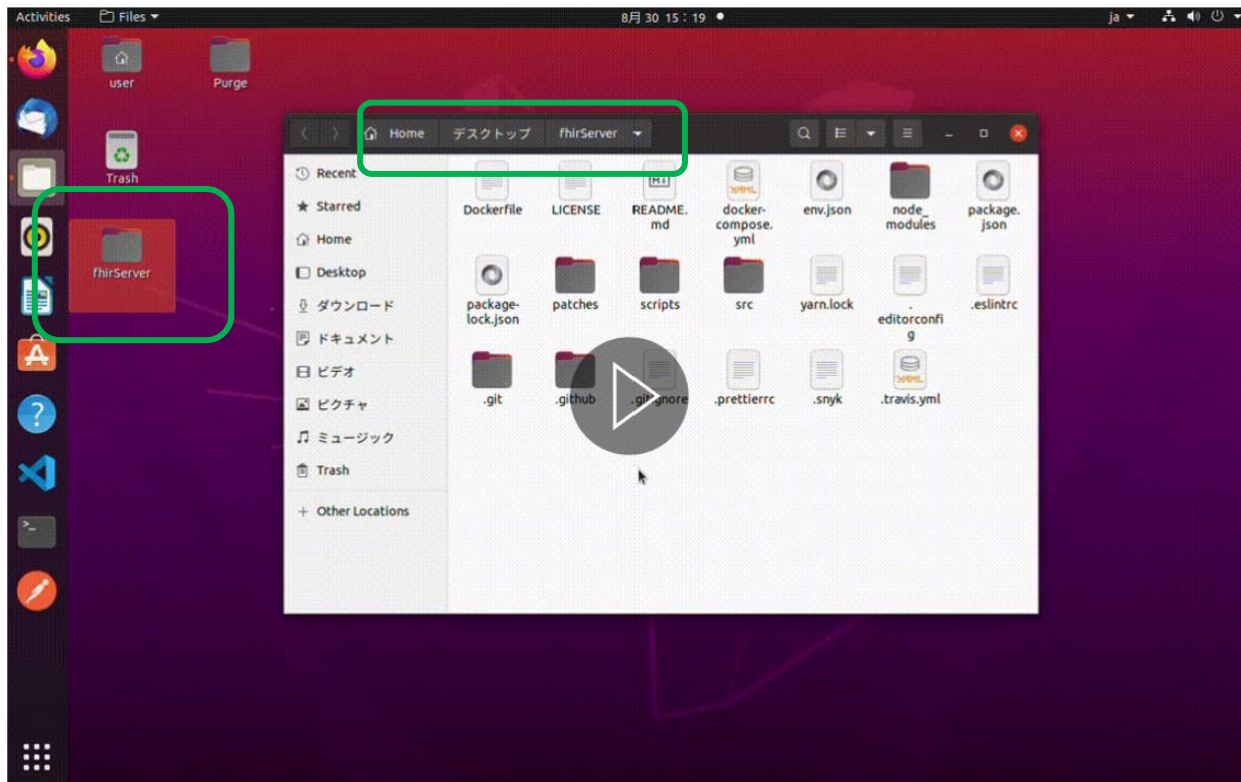 Activities Files 8月 30 15：19 ja
user Purge
Trash
fhirServer
Home デスクトップ fhirServer
Recent
Starred
Home
Desktop
ダウンロード
ドキュメント
ビデオ
ピクチャ
ミュージック
Trash
+ Other Locations
Dockerfile LICENSE README. docker- env.json node_ package.
md compose. modules json
yml
package- patches scripts src yarn.lock . .eslintrc
lock.json editorconfi
g
.git .github .gitignore .prettierrc .snyk .travis.yml